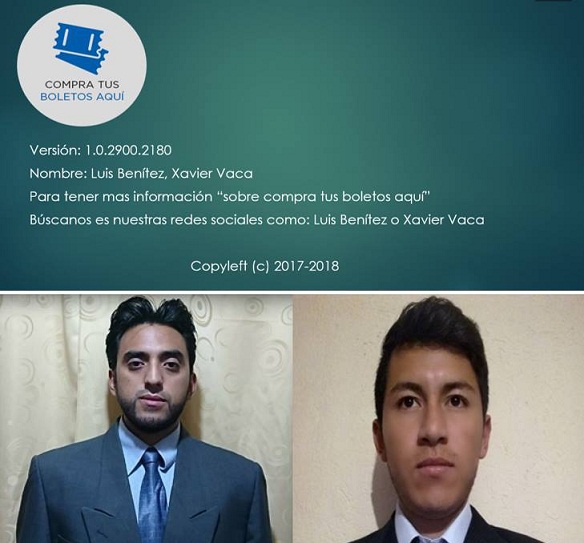 COMPRA TUS
BOLETOS AQUÍ
Versión: 1.0.2900.2180
Nombre: Luis Benítez, Xavier Vaca
Para tener mas información “sobre compra tus boletos aquí”
Búscanos es nuestras redes sociales como: Luis Benítez o Xavier Vaca
Copyleft (c) 2017-2018